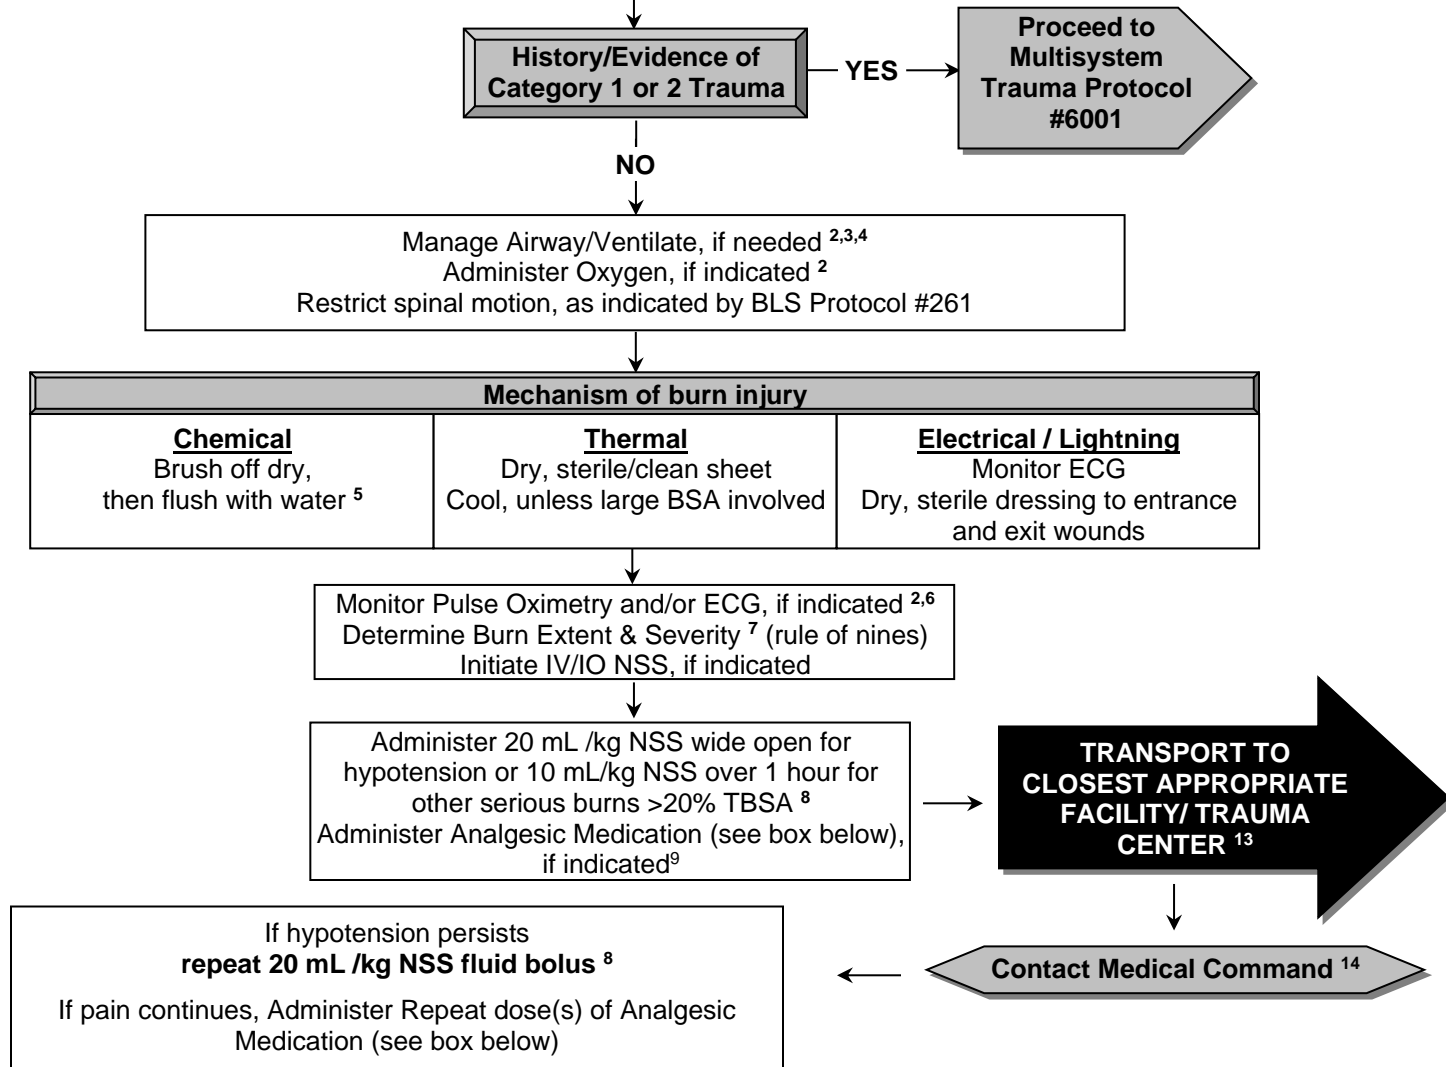 History/Evidence of
Category 1 or 2 Trauma
YES
Proceed to
Multisystem
Trauma Protocol
#6001
NO
Manage Airway/Ventilate, if needed 2,3,4
Administer Oxygen, if indicated 2
Restrict spinal motion, as indicated by BLS Protocol #261
Mechanism of burn injury
Chemical
Brush off dry,
then flush with water 5
Thermal
Dry, sterile/clean sheet
Cool, unless large BSA involved
Electrical / Lightning
Monitor ECG
Dry, sterile dressing to entrance
and exit wounds
Monitor Pulse Oximetry and/or ECG, if indicated 2,6
Determine Burn Extent & Severity 7 (rule of nines)
Initiate IV/IO NSS, if indicated
Administer 20 mL /kg NSS wide open for
hypotension or 10 mL/kg NSS over 1 hour for
other serious burns >20% TBSA 8
Administer Analgesic Medication (see box below),
if indicated9
TRANSPORT TO
CLOSEST APPROPRIATE
FACILITY/ TRAUMA
CENTER 13
Contact Medical Command 14
If hypotension persists
repeat 20 mL /kg NSS fluid bolus 8
If pain continues, Administer Repeat dose(s) of Analgesic
Medication (see box below)